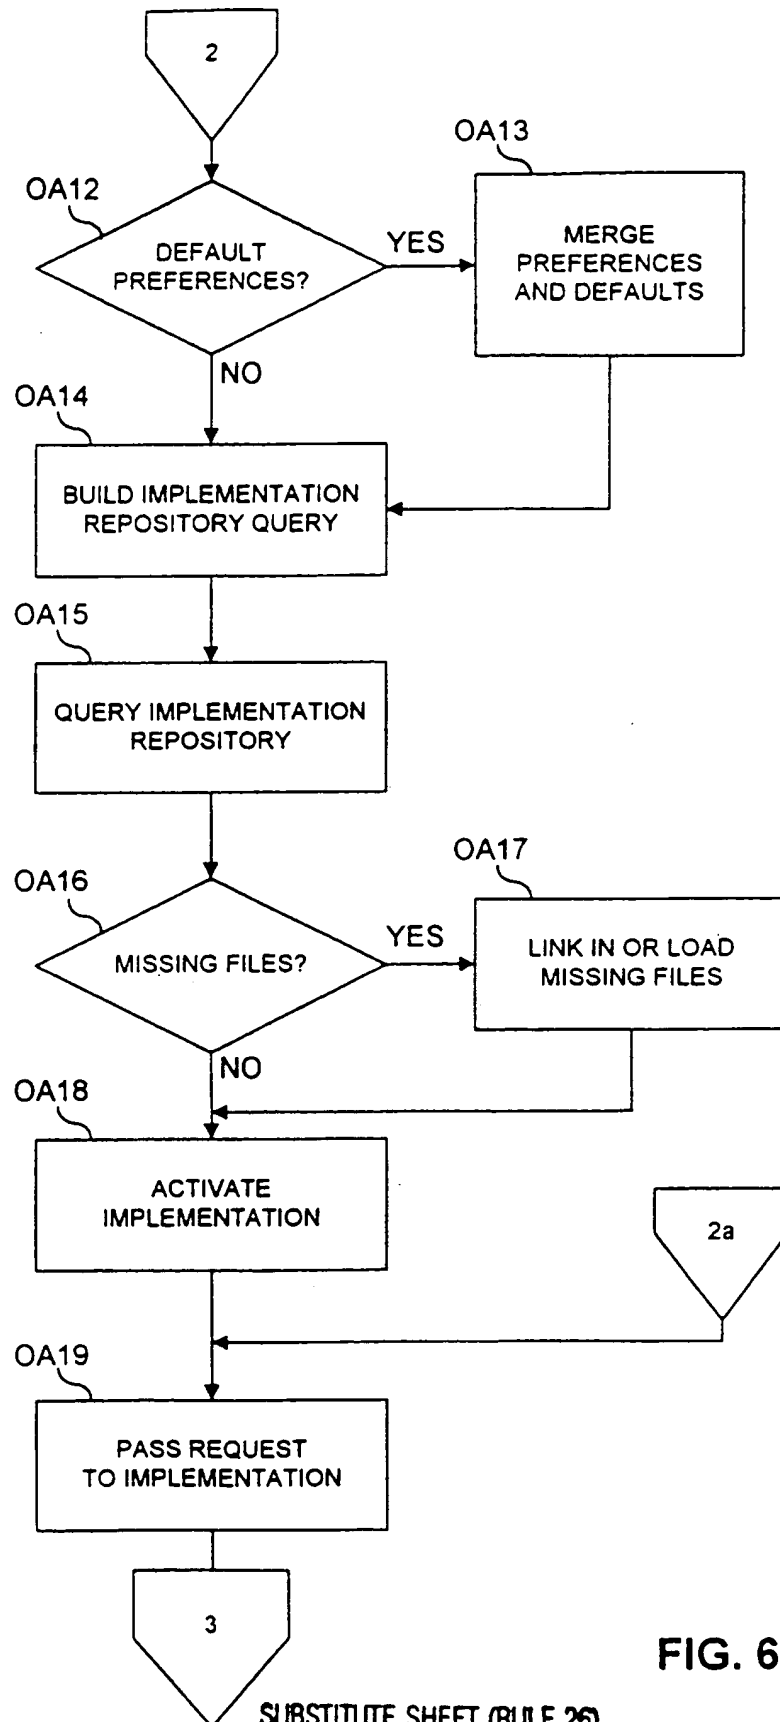 2
OA13
OA12
YES
DEFAULT
PREFERENCES?
MERGE
PREFERENCES
AND DEFAULTS
NO
OA14
BUILD IMPLEMENTATION
REPOSITORY QUERY
OA15
QUERY IMPLEMENTATION
REPOSITORY
OA17
OA16
YES
MISSING FILES?
LINK IN OR LOAD
MISSING FILES
NO
OA18
ACTIVATE
IMPLEMENTATION
2a
OA19
PASS REQUEST
TO IMPLEMENTATION
3
FIG. 6
SUBSTITUTE SHEET (RULE 26)